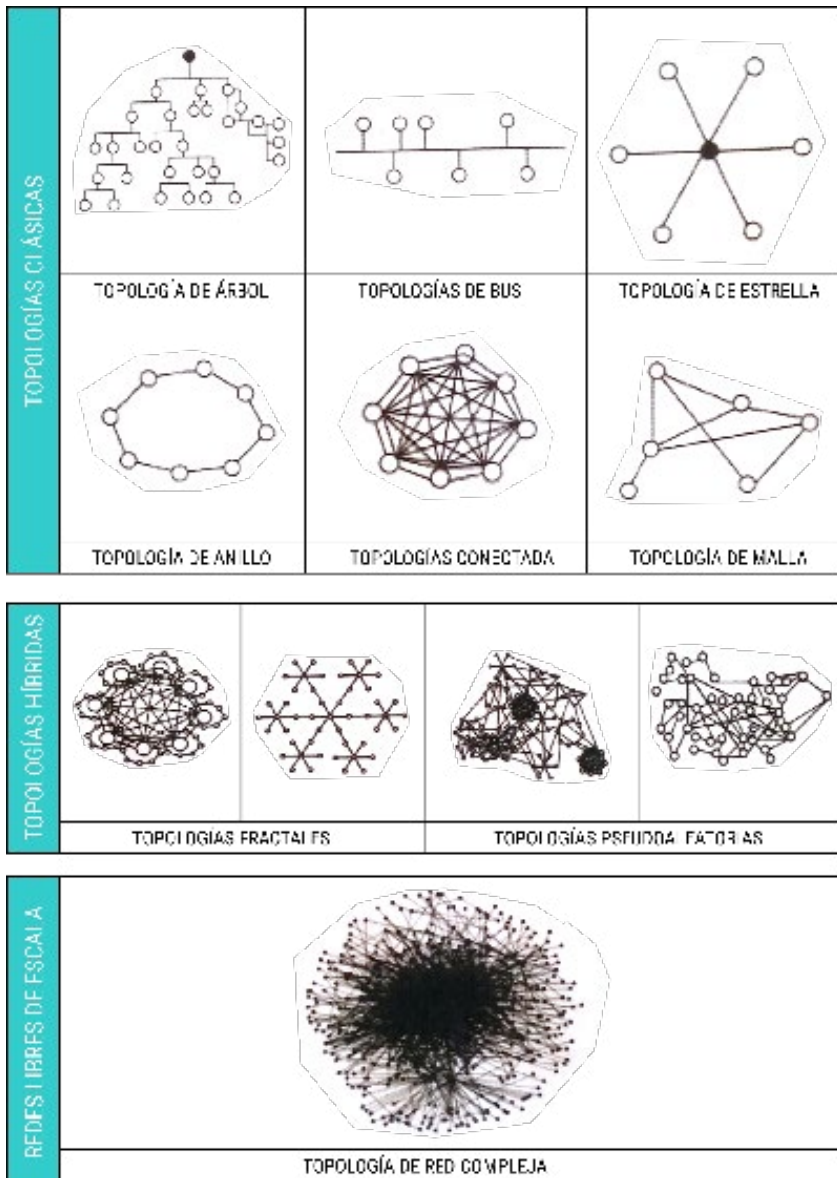 TOPOLOGÍAS CLÁSICAS
TOPOLOGÍA DE ÁRBOL
TOPOLOGÍAS DE BUS
TOPOLOGÍA DE ESTRELLA
TOPOLOGÍA DE ANILLO
TOPOLOGÍAS CONECTADA
TOPOLOGÍA DE MALLA
TOPOLOGÍAS HÍBRIDAS
TOPOLOGÍAS FRACTALES
TOPOLOGÍAS PSEUDOALEATORIAS
REDES LIBRES DE ESCALA
TOPOLOGÍA DE RED COMPLEJA